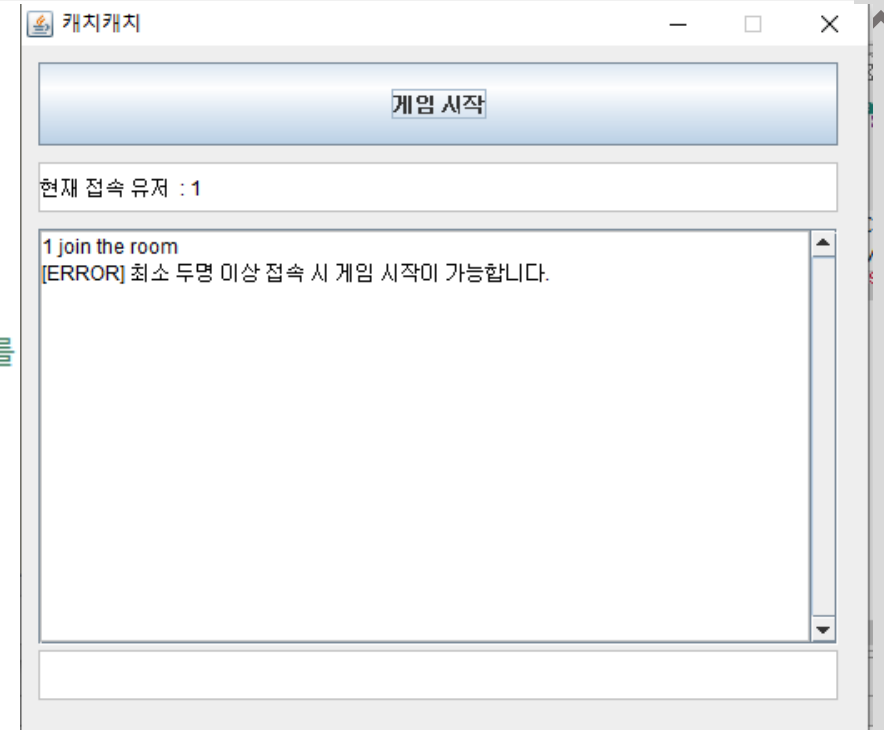 캐치캐치
게임 시작
현재 접속 유저 : 1
1 join the room
[ERROR] 최소 두명 이상 접속 시 게임 시작이 가능합니다.
를